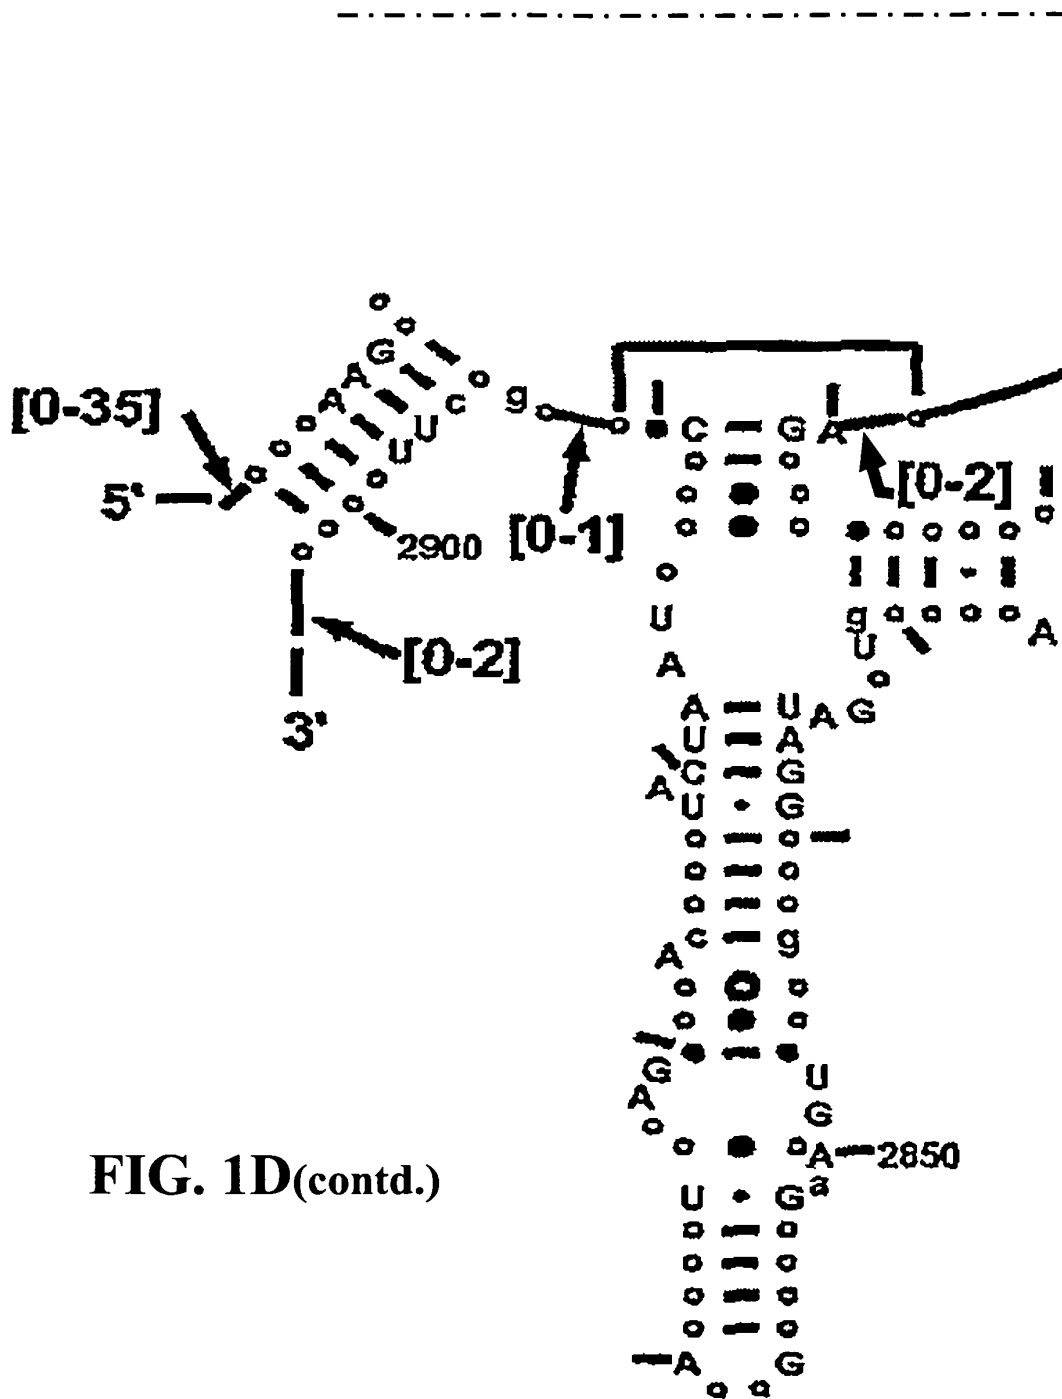 [0-35]
5'
2900
[0-1]
[0-2]
[0-2]
3'
o
o
G
A
A
o
o
o
o
c
U
U
o
o
o
o
g
o
o
C G A o
o o
o o
o o
o
U
A
A U
U A
C G
A
U G
o o
o o
o o
c g
A
o o
o o
G
A
o
U
G
o o A 2850
a
U G
o o
o o
o o
o o
A G
o o
A G
o
U
g o o o o A
o o o o o
FIG. 1D(contd.)